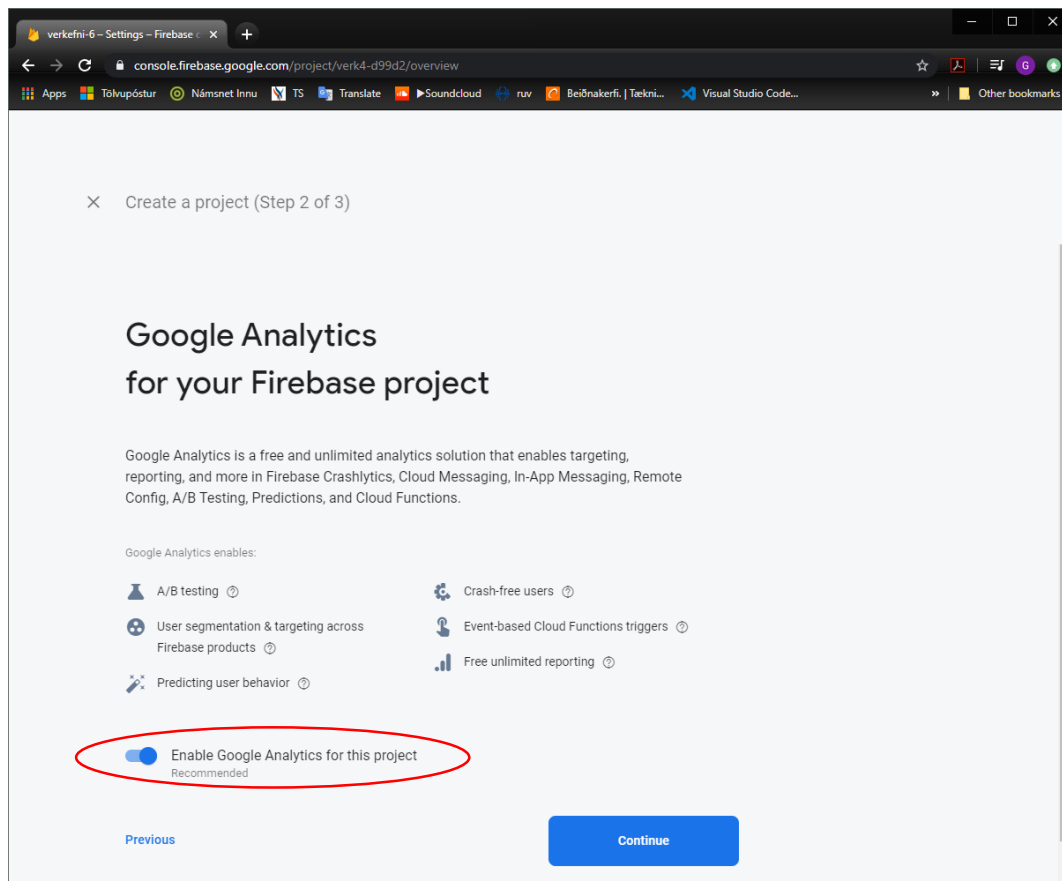 verkefni-6 – Settings – Firebase c
console.firebase.google.com/project/verk4-d99d2/overview
G
Apps Tölvupóstur Námsnet Innu TS Translate ▶Soundcloud ruv Beiðnakerfi. | Tækni... Visual Studio Code... » Other bookmarks
Create a project (Step 2 of 3)
Google Analytics
for your Firebase project
Google Analytics is a free and unlimited analytics solution that enables targeting,
reporting, and more in Firebase Crashlytics, Cloud Messaging, In-App Messaging, Remote
Config, A/B Testing, Predictions, and Cloud Functions.
Google Analytics enables:
A/B testing
User segmentation & targeting across
Firebase products
Predicting user behavior
Crash-free users
Event-based Cloud Functions triggers
Free unlimited reporting
Enable Google Analytics for this project
Recommended
Previous
Continue